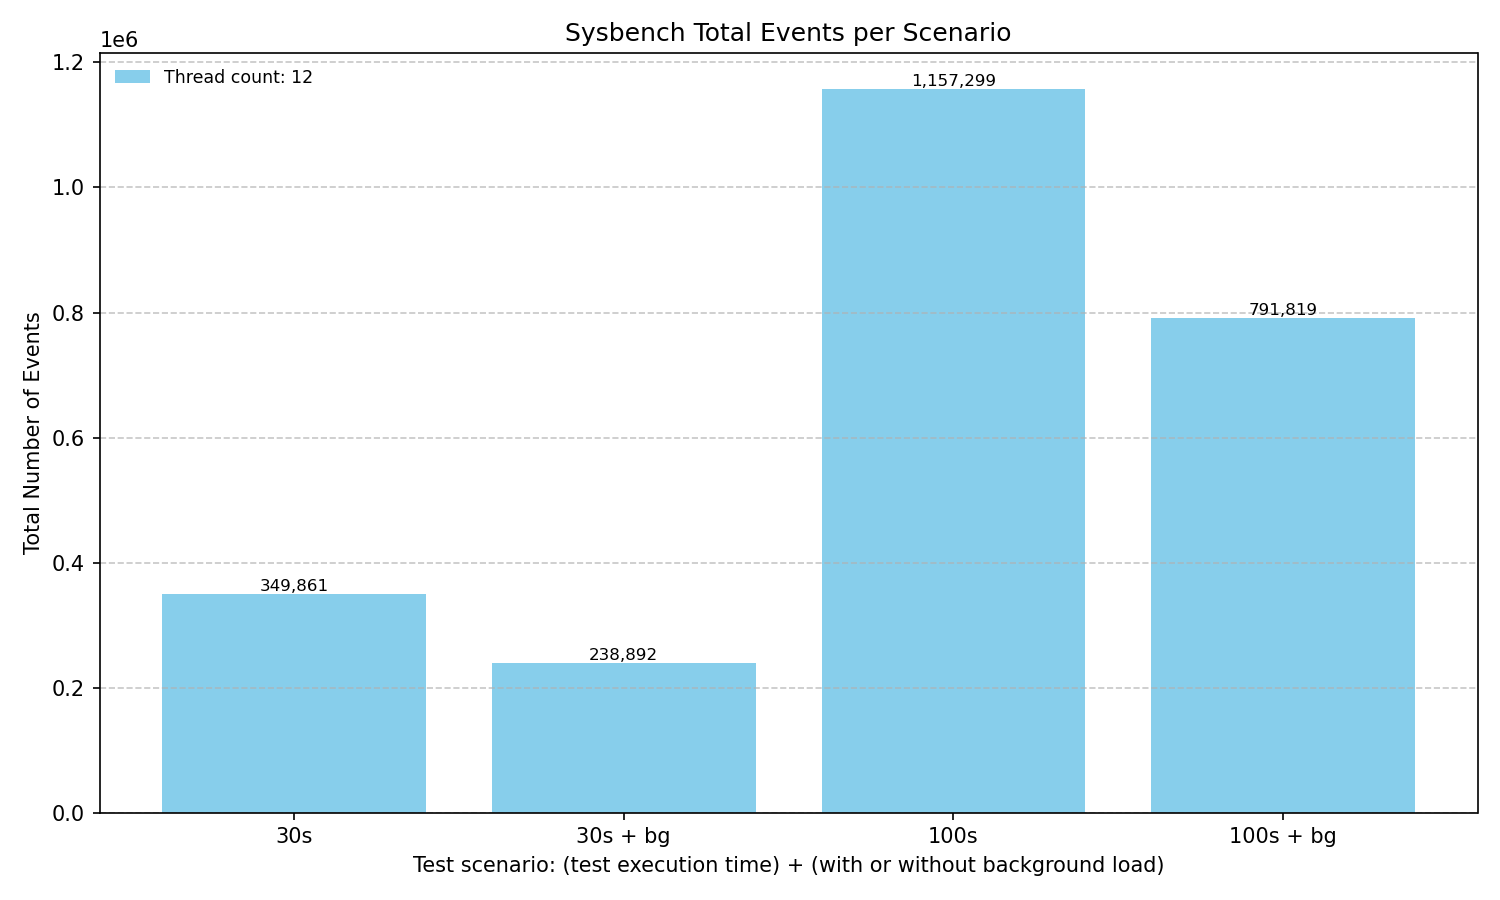 Sysbench Total Events per Scenario
1e6
1.2
1.0
0.8
0.6
0.4
0.2
0.0
Total Number of Events
Thread count: 12
349,861
238,892
1,157,299
791,819
30s
30s + bg
100s
100s + bg
Test scenario: (test execution time) + (with or without background load)